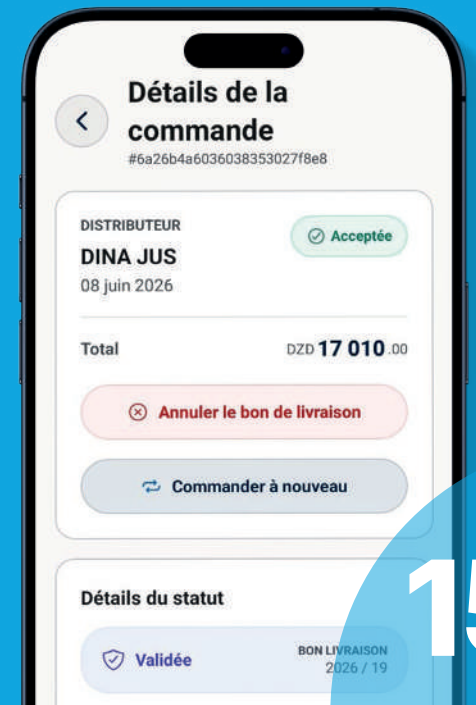 Détails de la
commande
#6a26b4a6036038353027f8e8
DISTRIBUTEUR
Acceptée
DINA JUS
08 juin 2026
Total
DZD 17 010.00
Annuler le bon de livraison
Commander à nouveau
Détails du statut
15
Validée
BON LIVRAISON
2026 / 19